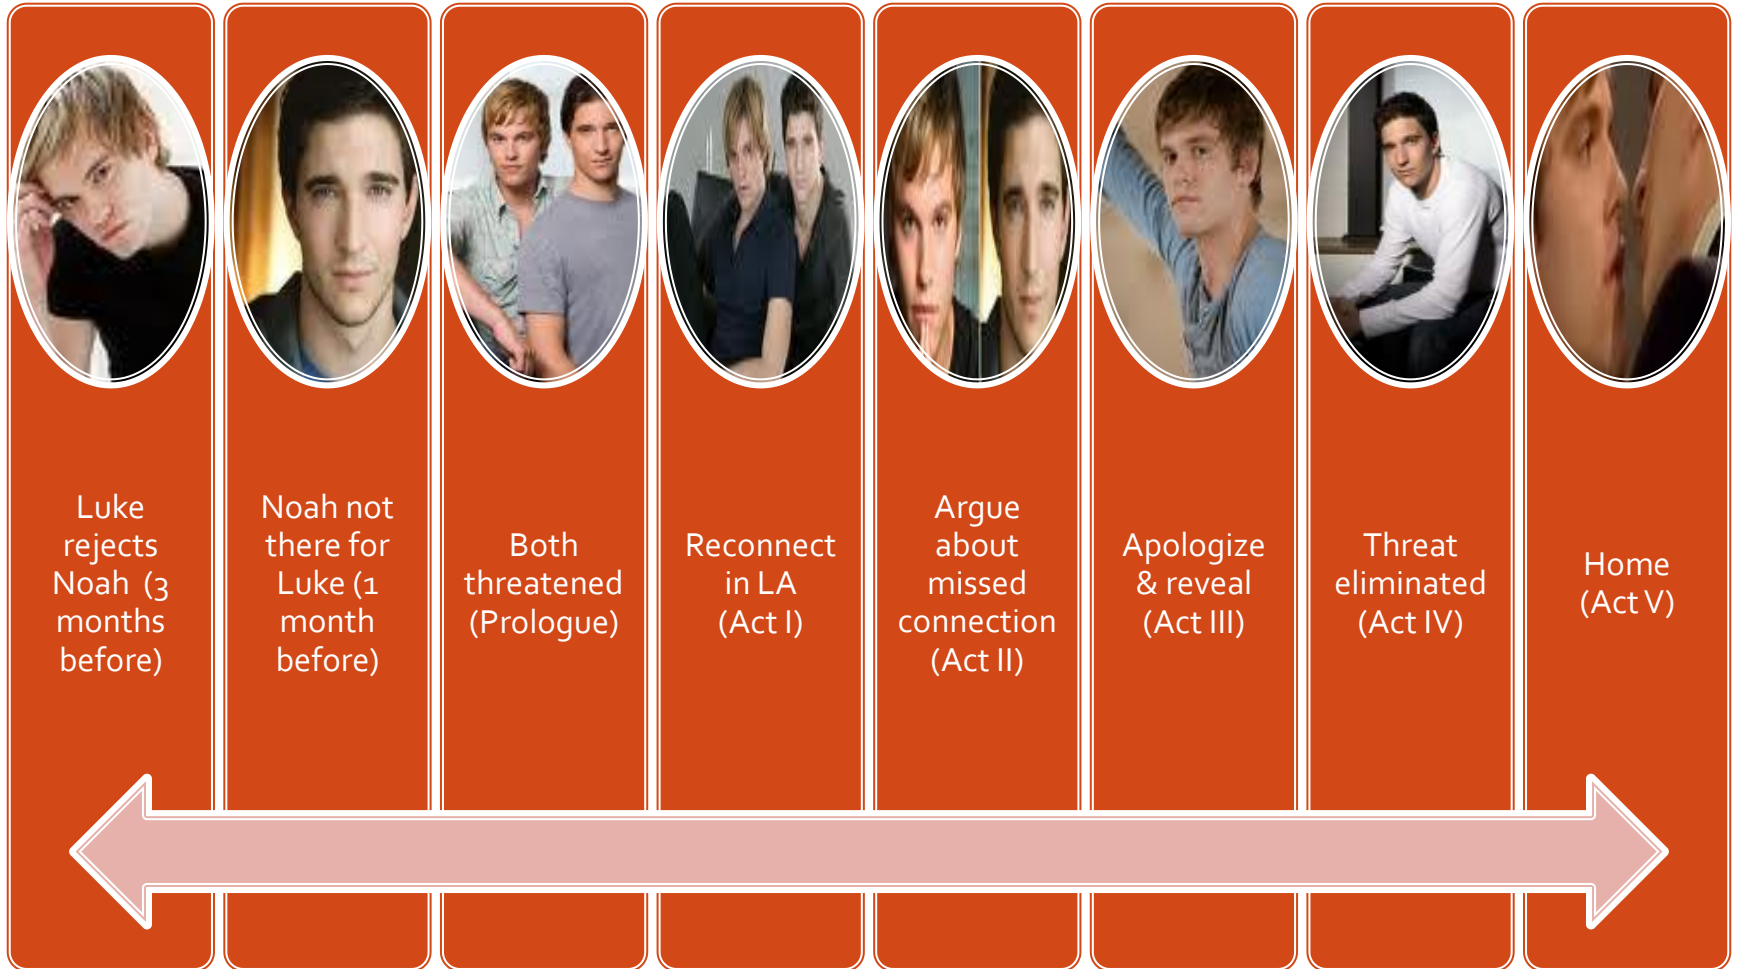 Luke
rejects
Noah (3
months
before)
Noah not
there for
Luke (1
month
before)
Both
threatened
(Prologue)
Reconnect
in LA
(Act I)
Argue
about
missed
connection
(Act II)
Apologize
& reveal
(Act III)
Threat
eliminated
(Act IV)
Home
(Act V)